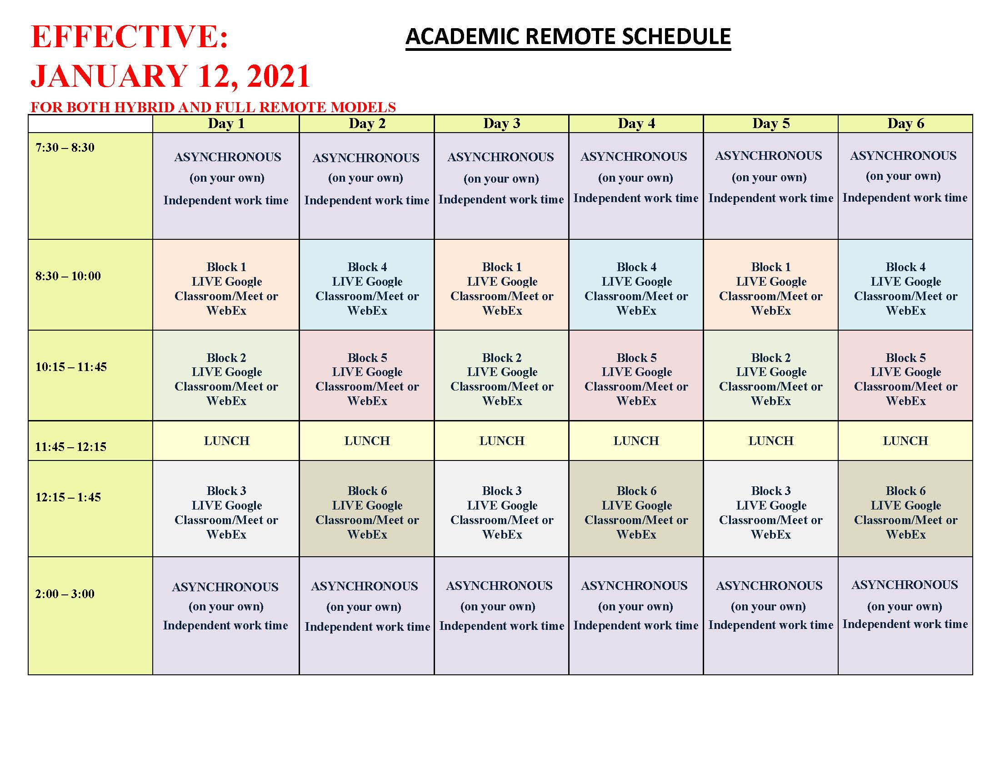 EFFECTIVE:
ACADEMIC REMOTE SCHEDULE
JANUARY 12, 2021
FOR BOTH HYBRID AND FULL REMOTE MODELS
Day 1 Day 2 Day 3 Day 4 Day 5 Day 6
7:30 – 8:30
ASYNCHRONOUS ASYNCHRONOUS ASYNCHRONOUS ASYNCHRONOUS ASYNCHRONOUS ASYNCHRONOUS
(on your own) (on your own) (on your own) (on your own) (on your own) (on your own)
Independent work time Independent work time Independent work time Independent work time Independent work time Independent work time
8:30 – 10:00
Block 1 Block 4 Block 1 Block 4 Block 1 Block 4
LIVE Google LIVE Google LIVE Google LIVE Google LIVE Google LIVE Google
Classroom/Meet or Classroom/Meet or Classroom/Meet or Classroom/Meet or Classroom/Meet or Classroom/Meet or
WebEx WebEx WebEx WebEx WebEx WebEx
10:15 – 11:45
Block 2 Block 5 Block 2 Block 5 Block 2 Block 5
LIVE Google LIVE Google LIVE Google LIVE Google LIVE Google LIVE Google
Classroom/Meet or Classroom/Meet or Classroom/Meet or Classroom/Meet or Classroom/Meet or Classroom/Meet or
WebEx WebEx WebEx WebEx WebEx WebEx
11:45 – 12:15
LUNCH LUNCH LUNCH LUNCH LUNCH LUNCH
12:15 – 1:45
Block 3 Block 6 Block 3 Block 6 Block 3 Block 6
LIVE Google LIVE Google LIVE Google LIVE Google LIVE Google LIVE Google
Classroom/Meet or Classroom/Meet or Classroom/Meet or Classroom/Meet or Classroom/Meet or Classroom/Meet or
WebEx WebEx WebEx WebEx WebEx WebEx
2:00 – 3:00
ASYNCHRONOUS ASYNCHRONOUS ASYNCHRONOUS ASYNCHRONOUS ASYNCHRONOUS ASYNCHRONOUS
(on your own) (on your own) (on your own) (on your own) (on your own) (on your own)
Independent work time Independent work time Independent work time Independent work time Independent work time Independent work time